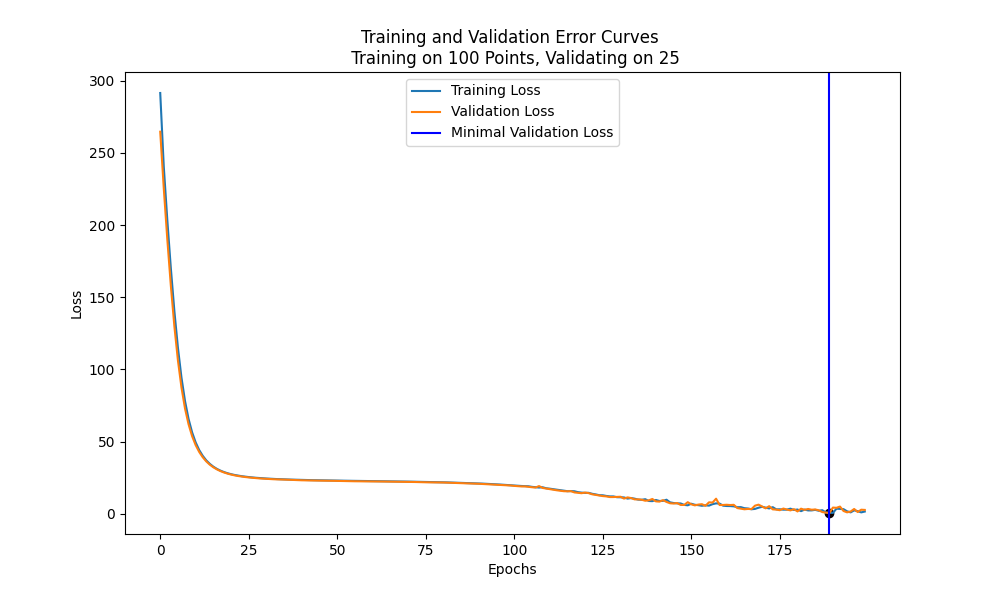 Training and Validation Error Curves
Training on 100 Points, Validating on 25
Training Loss
Validation Loss
Minimal Validation Loss
300
250
200
150
100
50
0
Loss
0 25 50 75 100 125 150 175
Epochs